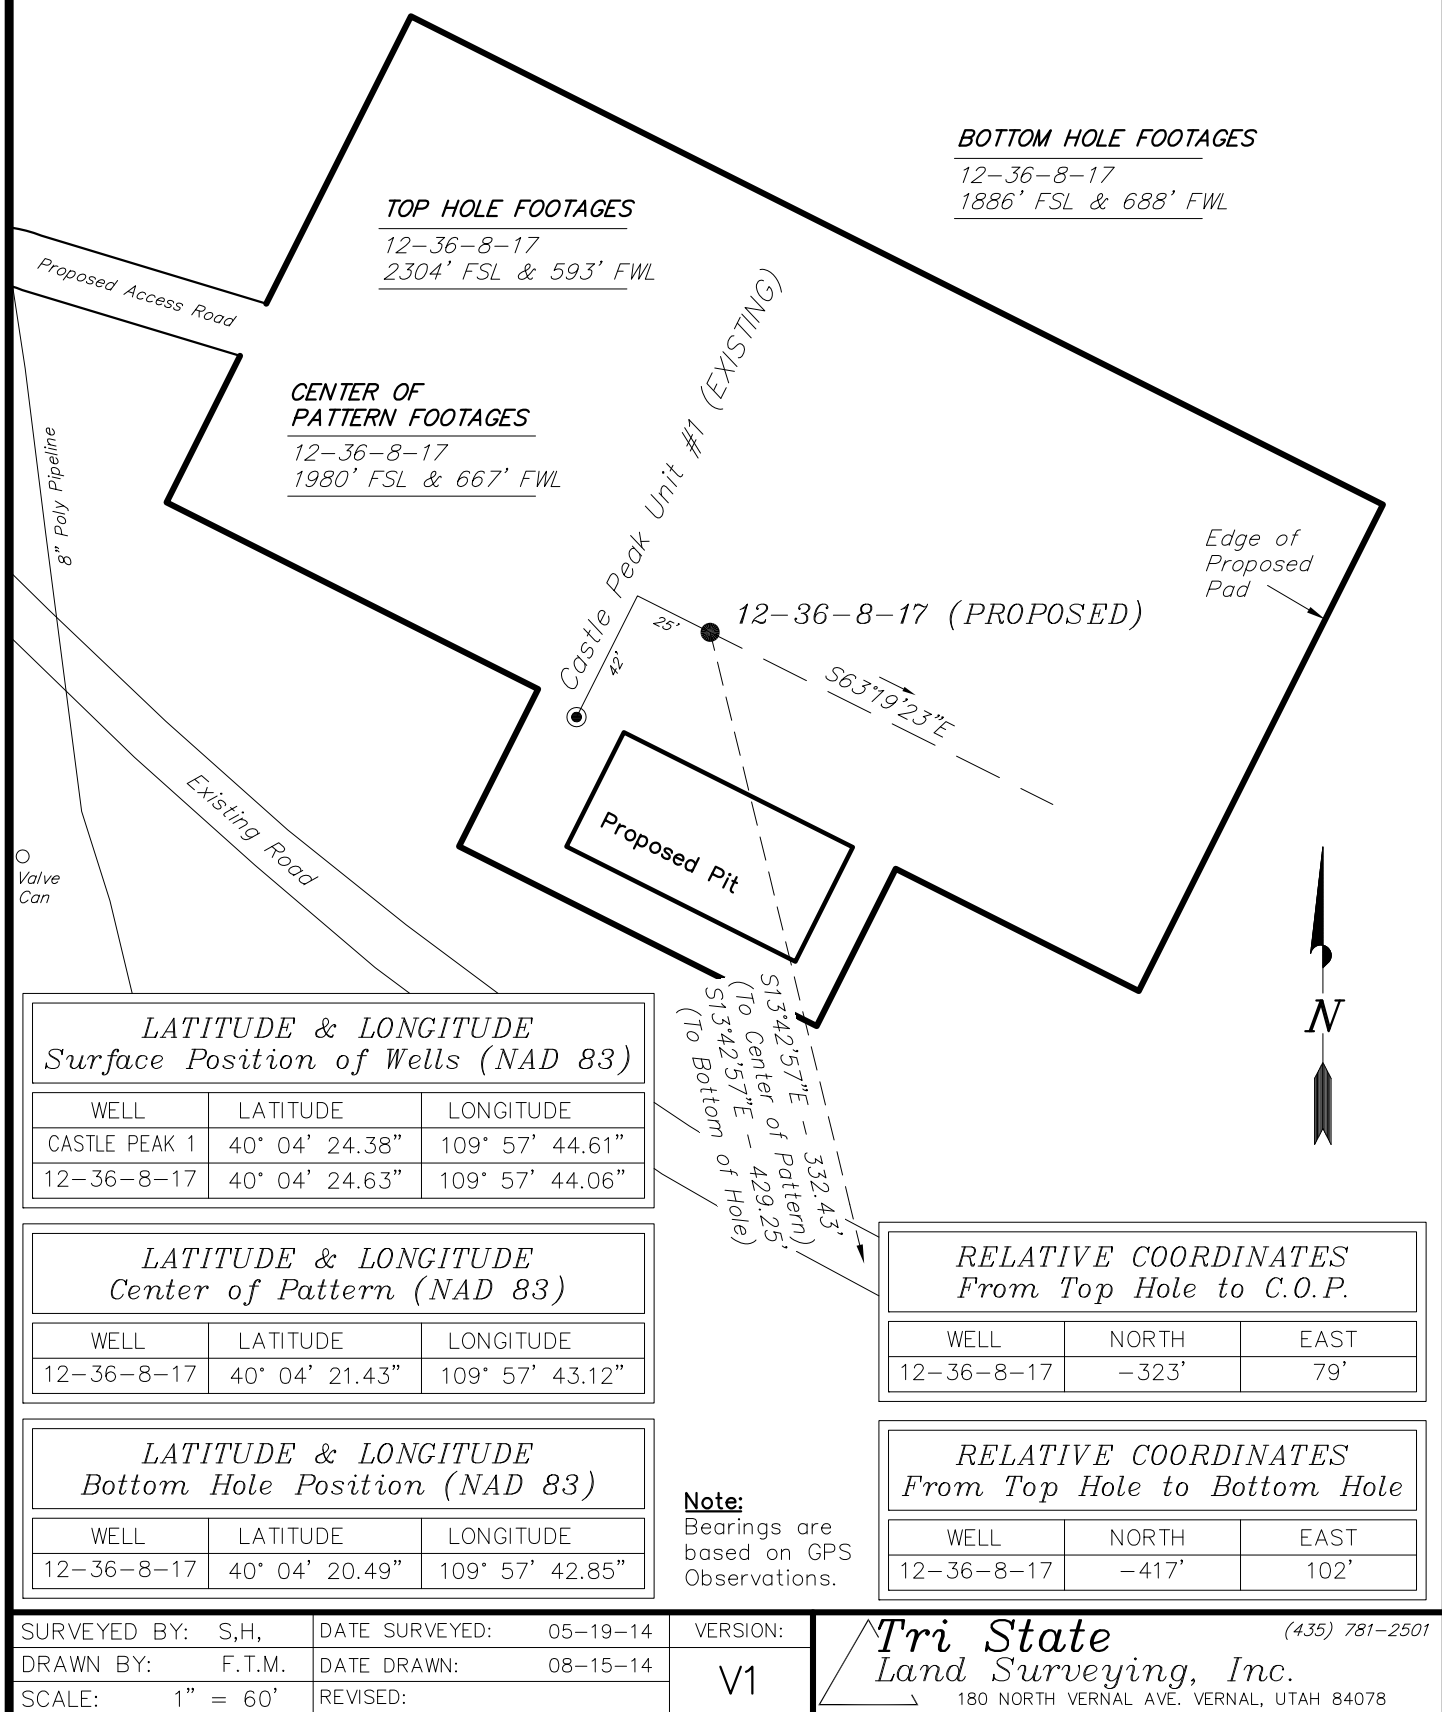 BOTTOM HOLE FOOTAGES
12-36-8-17
1886' FSL & 688' FWL
TOP HOLE FOOTAGES
12-36-8-17
2304' FSL & 593' FWL
Proposed Access Road
CENTER OF
PATTERN FOOTAGES
12-36-8-17
1980' FSL & 667' FWL
Castle Peak Unit #1 (EXISTING)
8" Poly Pipeline
Edge of
Proposed
Pad
25'
42'
12-36-8-17 (PROPOSED)
S63°19'23"E
Existing Road
Proposed Pit
Valve
Can
N
S13°42'57"E - 332.43'
(To Center of Pattern)
S13°42'57"E - 429.25'
(To Bottom of Hole)
LATITUDE & LONGITUDE
Surface Position of Wells (NAD 83)
WELL LATITUDE LONGITUDE
CASTLE PEAK 1 40° 04' 24.38" 109° 57' 44.61"
12-36-8-17 40° 04' 24.63" 109° 57' 44.06"
LATITUDE & LONGITUDE
Center of Pattern (NAD 83)
WELL LATITUDE LONGITUDE
12-36-8-17 40° 04' 21.43" 109° 57' 43.12"
LATITUDE & LONGITUDE
Bottom Hole Position (NAD 83)
WELL LATITUDE LONGITUDE
12-36-8-17 40° 04' 20.49" 109° 57' 42.85"
RELATIVE COORDINATES
From Top Hole to C.O.P.
WELL NORTH EAST
12-36-8-17 -323' 79'
RELATIVE COORDINATES
From Top Hole to Bottom Hole
WELL NORTH EAST
12-36-8-17 -417' 102'
Note:
Bearings are
based on GPS
Observations.
SURVEYED BY: S,H, DATE SURVEYED: 05-19-14
DRAWN BY: F.T.M. DATE DRAWN: 08-15-14
SCALE: 1" = 60' REVISED:
VERSION:
V1
Tri State
Land Surveying, Inc.
(435) 781-2501
180 NORTH VERNAL AVE. VERNAL, UTAH 84078